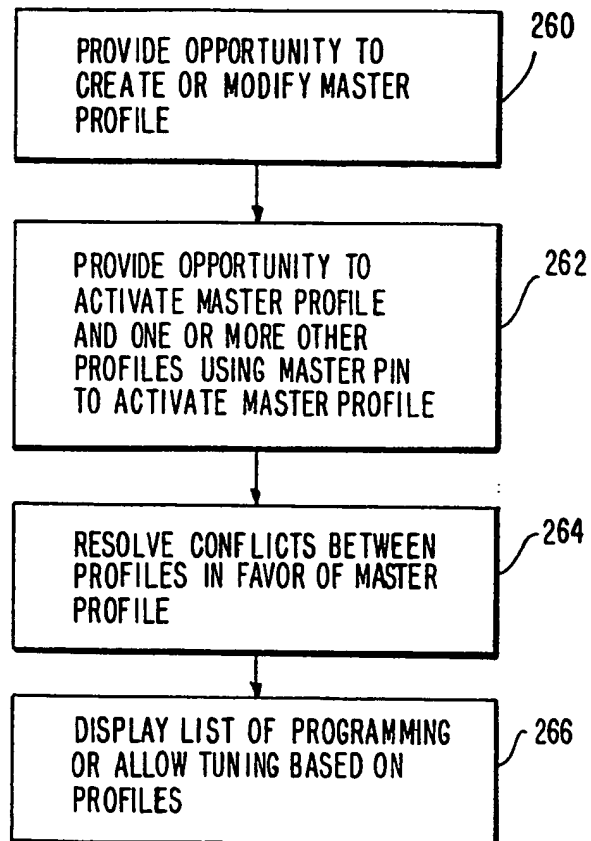 PROVIDE OPPORTUNITY TO
CREATE OR MODIFY MASTER
PROFILE
260
PROVIDE OPPORTUNITY TO
ACTIVATE MASTER PROFILE
AND ONE OR MORE OTHER
PROFILES USING MASTER PIN
TO ACTIVATE MASTER PROFILE
262
RESOLVE CONFLICTS BETWEEN
PROFILES IN FAVOR OF MASTER
PROFILE
264
DISPLAY LIST OF PROGRAMMING
OR ALLOW TUNING BASED ON
PROFILES
266